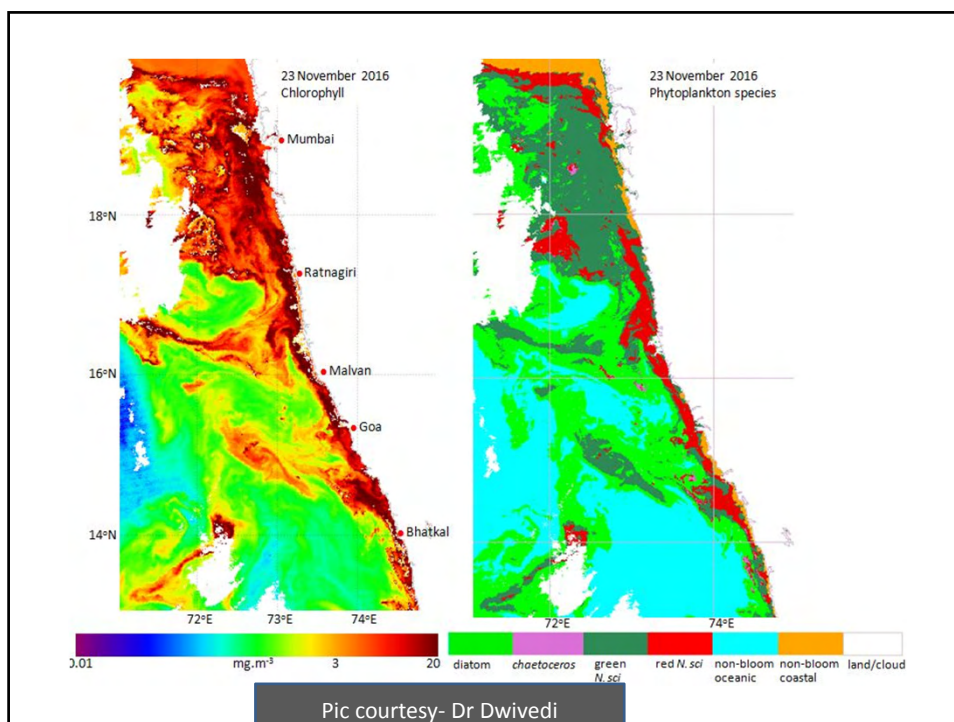 23 November 2016
Chlorophyll
Mumbai
18°N
Ratnagiri
16°N
Malvan
Goa
14°N
Bhatkal
72°E
73°E
74°E
0.01
mg.m-3
3
20
23 November 2016
Phytoplankton species
72°E
74°E
diatom
chaetoceros
green
N. sci
red N. sci
non-bloom
oceanic
non-bloom
coastal
land/cloud
Pic courtesy- Dr Dwivedi